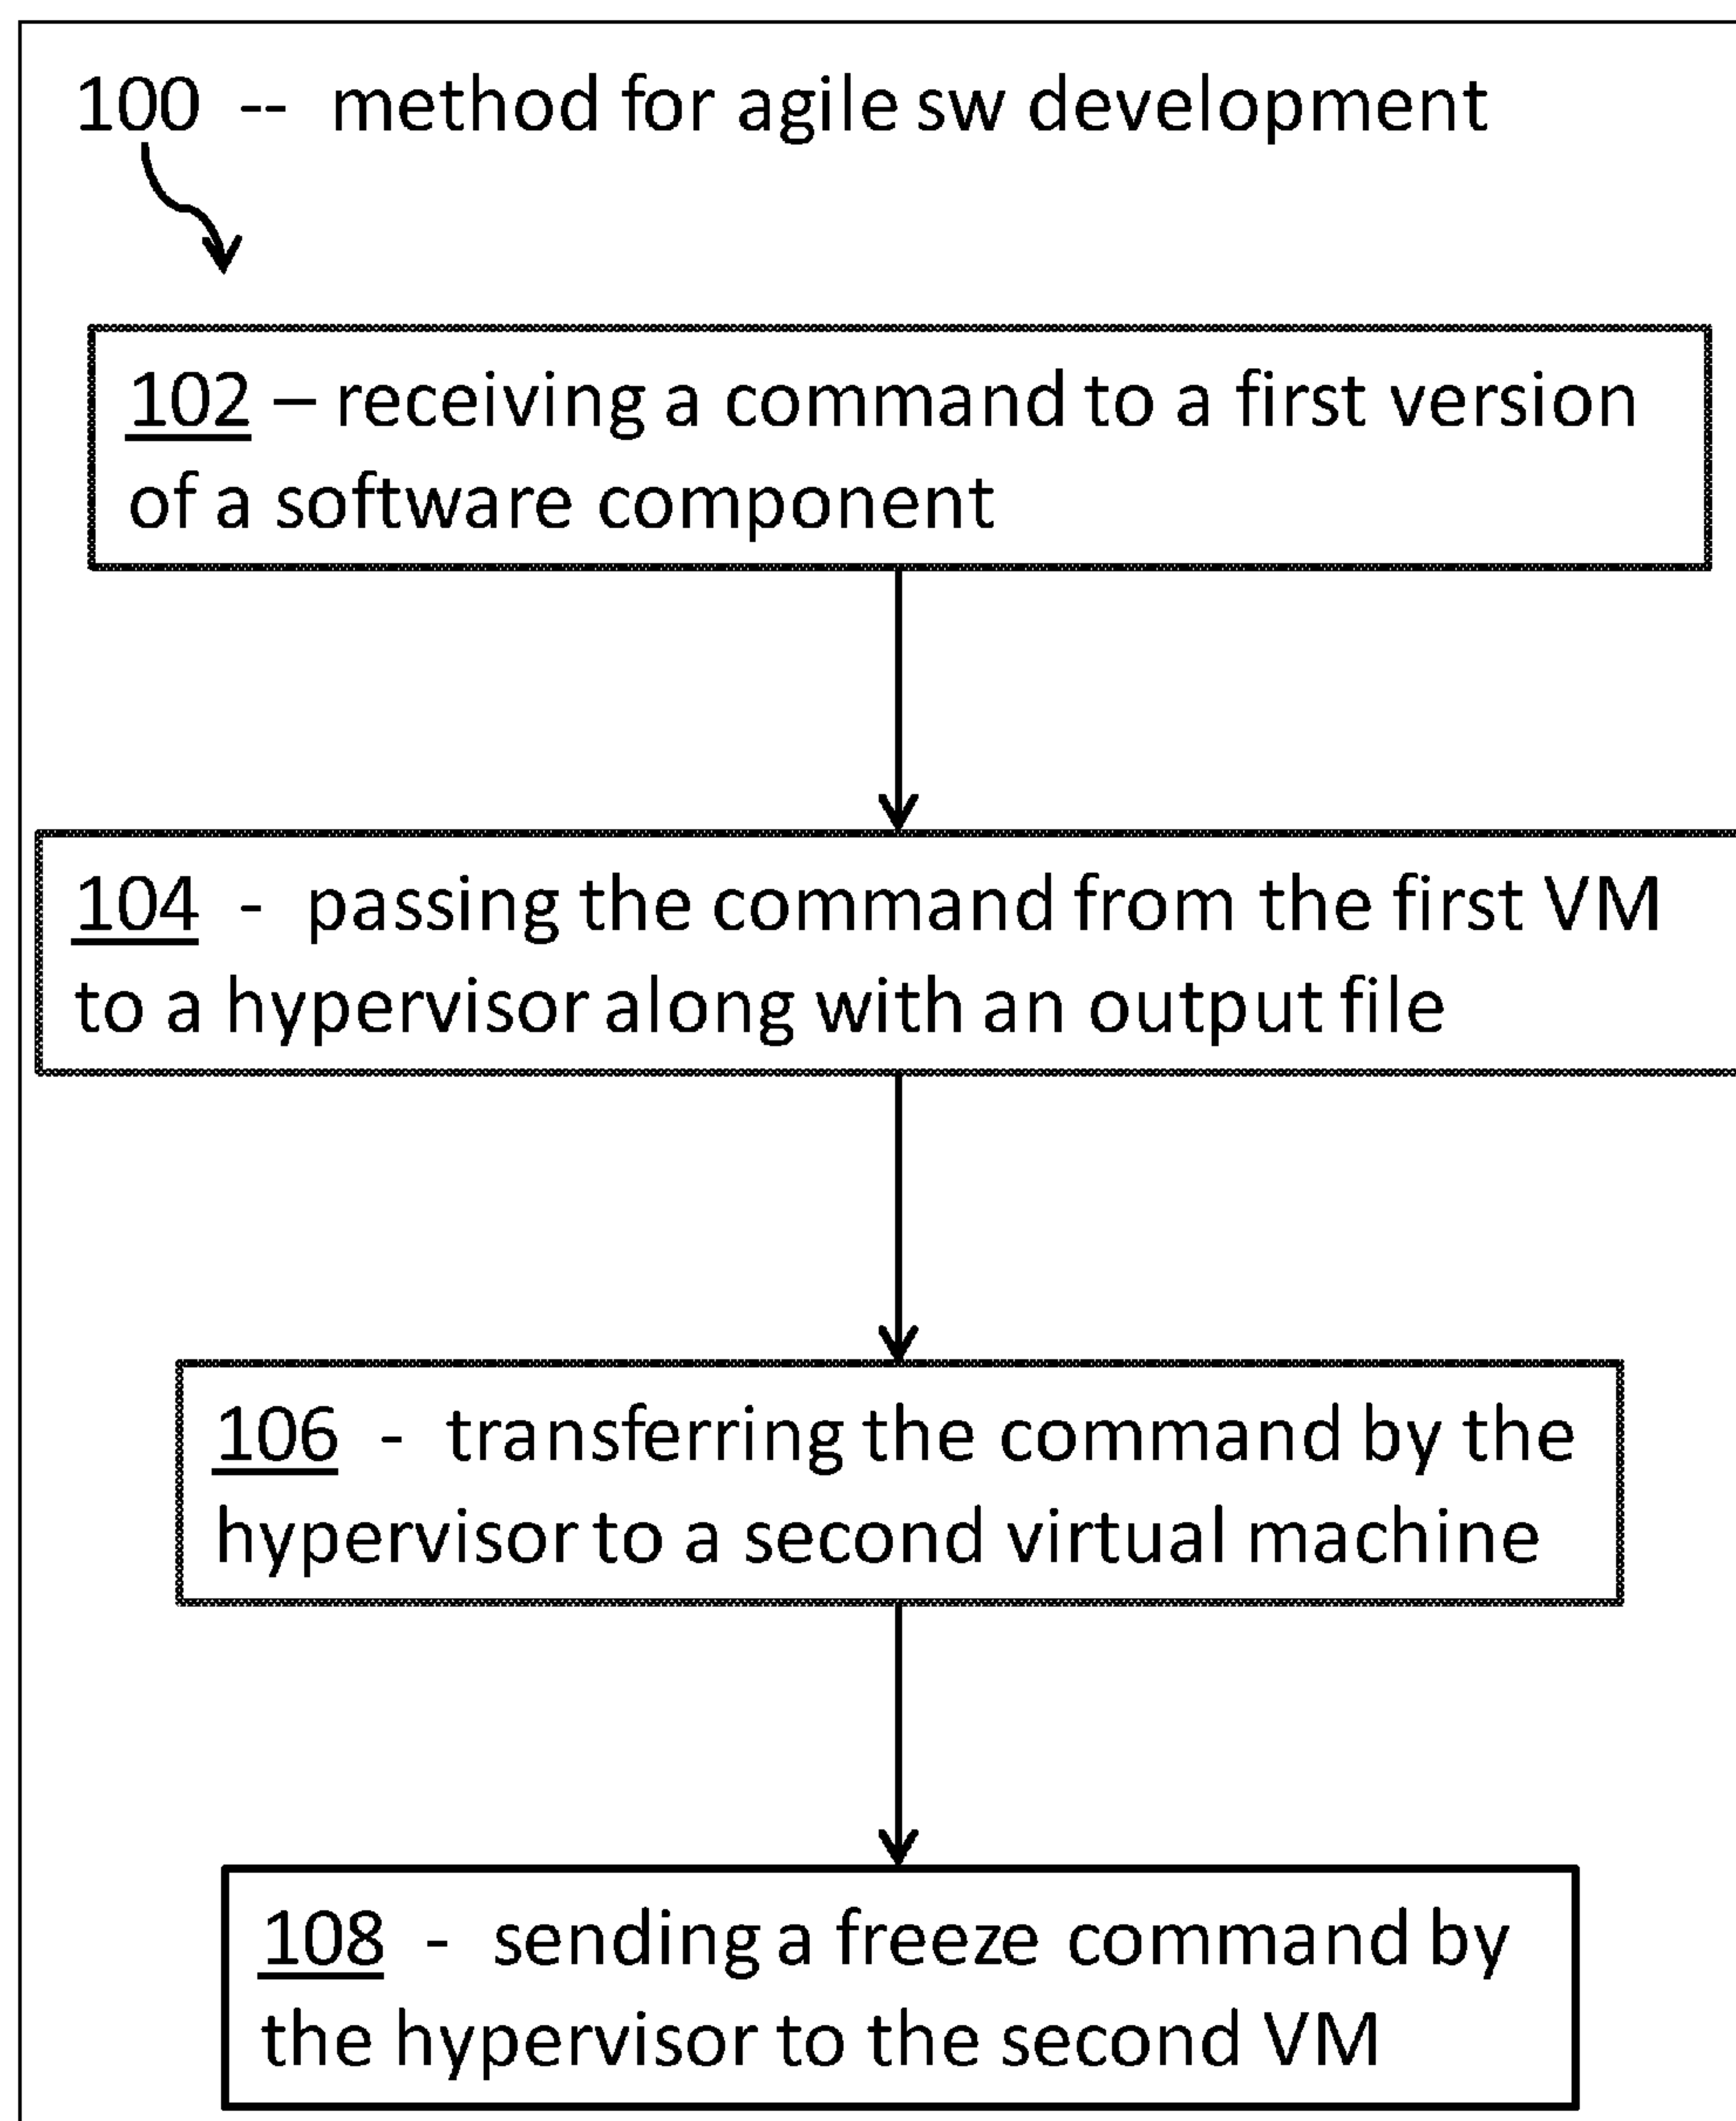 100 -- method for agile sw development
102 – receiving a command to a first version
of a software component
104 - passing the command from the first VM
to a hypervisor along with an output file
106 - transferring the command by the
hypervisor to a second virtual machine
108 - sending a freeze command by
the hypervisor to the second VM